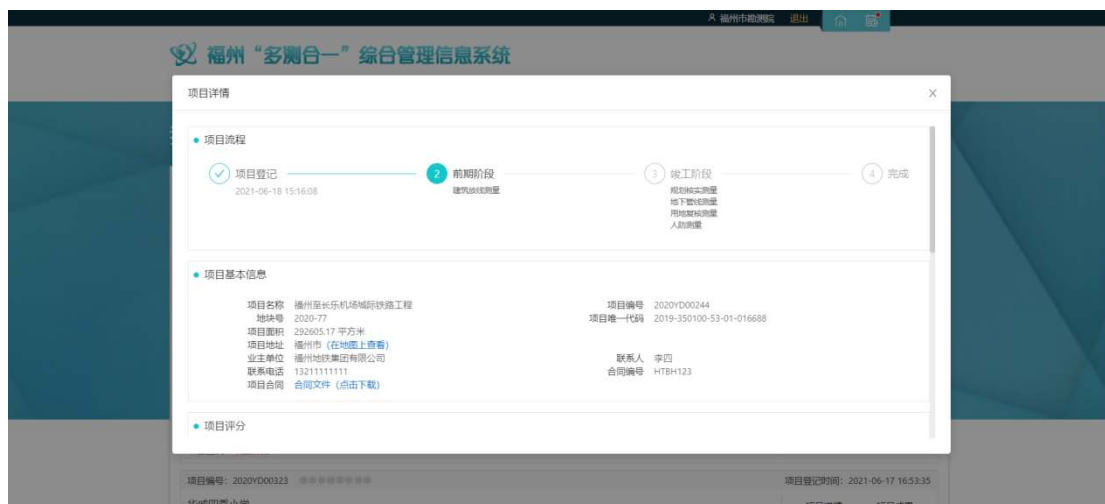 福州市勘测院 退出
福州“多测合一”综合管理信息系统
项目详情 X
项目流程
项目登记 2 前期阶段 3 竣工阶段 4 完成
2021-06-18 15:16:08 建筑放线测量 规划核实测量
地下管线测量
用地复核测量
人防测量
项目基本信息
项目名称 福州至长乐机场城际铁路工程 项目编号 2020YD00244
地块号 2020-77 项目唯一代码 2019-350100-53-01-016688
项目面积 292605.17 平方米
项目地址 福州市 (在地图上查看)
业主单位 福州地铁集团有限公司 联系人 李四
联系电话 13211111111 合同编号 HTBH123
项目合同 合同文件 (点击下载)
项目评分
项目编号: 2020YD00323 项目登记时间: 2021-06-17 16:53:35